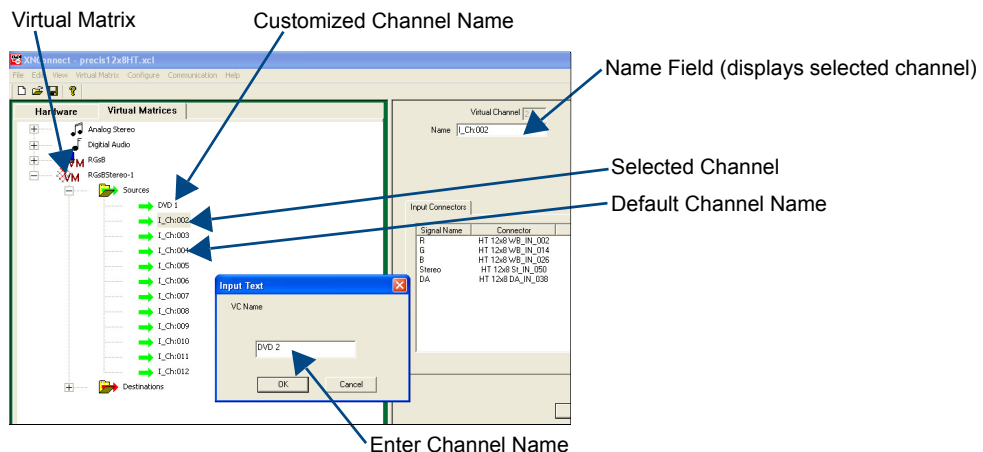 Virtual Matrix
Customized Channel Name
XNConnect - precis12x8HT.xcl
File Edit View Virtual Matrix Configure Communication Help
Name Field (displays selected channel)
Hardware
Virtual Matrices
Analog Stereo
Digitial Audio
RGsB
RGsBStereo-1
Sources
DVD 1
I_Ch:002
I_Ch:003
I_Ch:004
I_Ch:005
I_Ch:006
I_Ch:007
I_Ch:008
I_Ch:009
I_Ch:010
I_Ch:011
I_Ch:012
Destinations
Virtual Channel 2
Name I_Ch:002
Selected Channel
Default Channel Name
Input Connectors
Signal Name Connector
R HT 12x8 WB_IN_002
G HT 12x8 WB_IN_014
B HT 12x8 WB_IN_026
Stereo HT 12x8 St_IN_050
DA HT 12x8 DA_IN_038
Input Text
VC Name
DVD 2
OK Cancel
Enter Channel Name